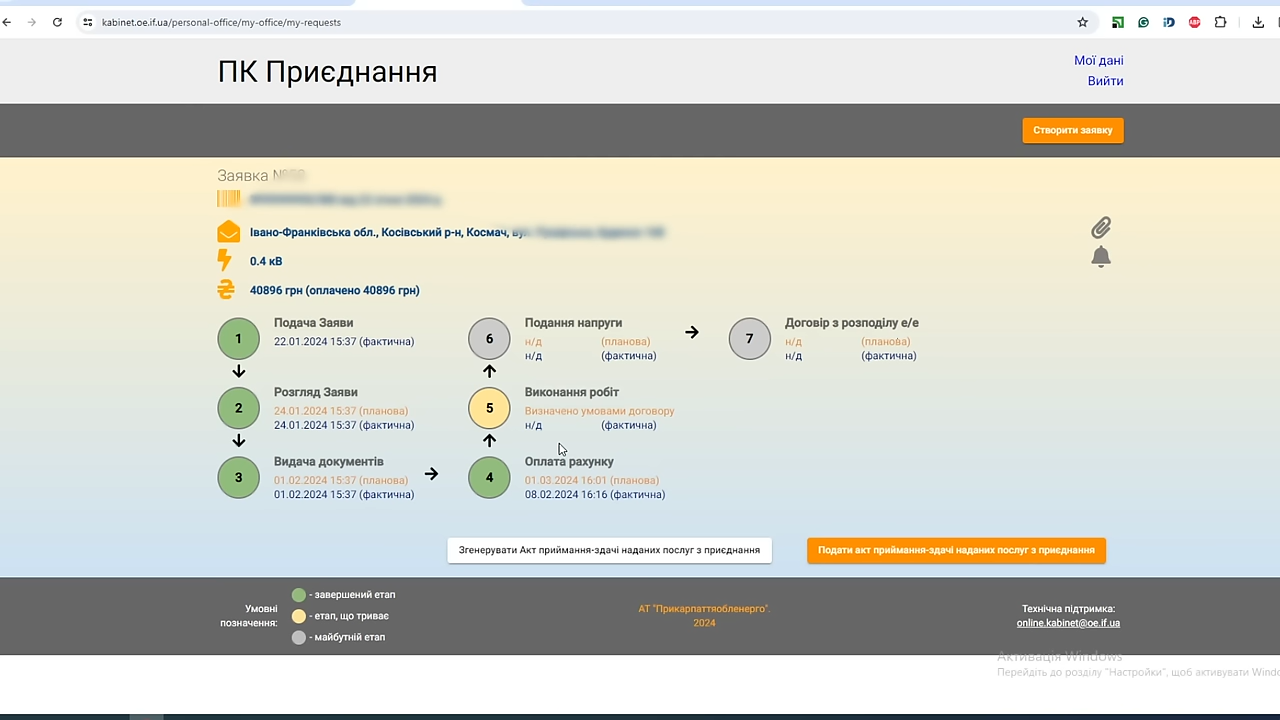 kabinet.oe.if.ua/personal-office/my-office/my-requests
ПК Приєднання
Мої дані
Вийти
Створити заявку
Заявка
Івано-Франківська обл., Косівський р-н, Космач,
0.4 кВ
40896 грн (оплачено 40896 грн)
1
Подача Заяви
22.01.2024 15:37 (фактична)
2
Розгляд Заяви
24.01.2024 15:37 (планова)
24.01.2024 15:37 (фактична)
3
Видача документів
01.02.2024 15:37 (планова)
01.02.2024 15:37 (фактична)
4
Оплата рахунку
01.03.2024 16:01 (планова)
08.02.2024 16:16 (фактична)
5
Виконання робіт
Визначено умовами договору
н/д (фактична)
6
Подання напруги
н/д (планова)
н/д (фактична)
7
Договір з розподілу е/е
н/д (планова)
н/д (фактична)
Згенерувати Акт приймання-здачі наданих послуг з приєднання
Подати акт приймання-здачі наданих послуг з приєднання
Умовні
позначення:
- завершений етап
- етап, що триває
- майбутній етап
АТ "Прикарпаттяобленерго".
2024
Технічна підтримка:
online.kabinet@oe.if.ua
Активація Windows
Перейдіть до розділу "Настройки", щоб активувати
ABP